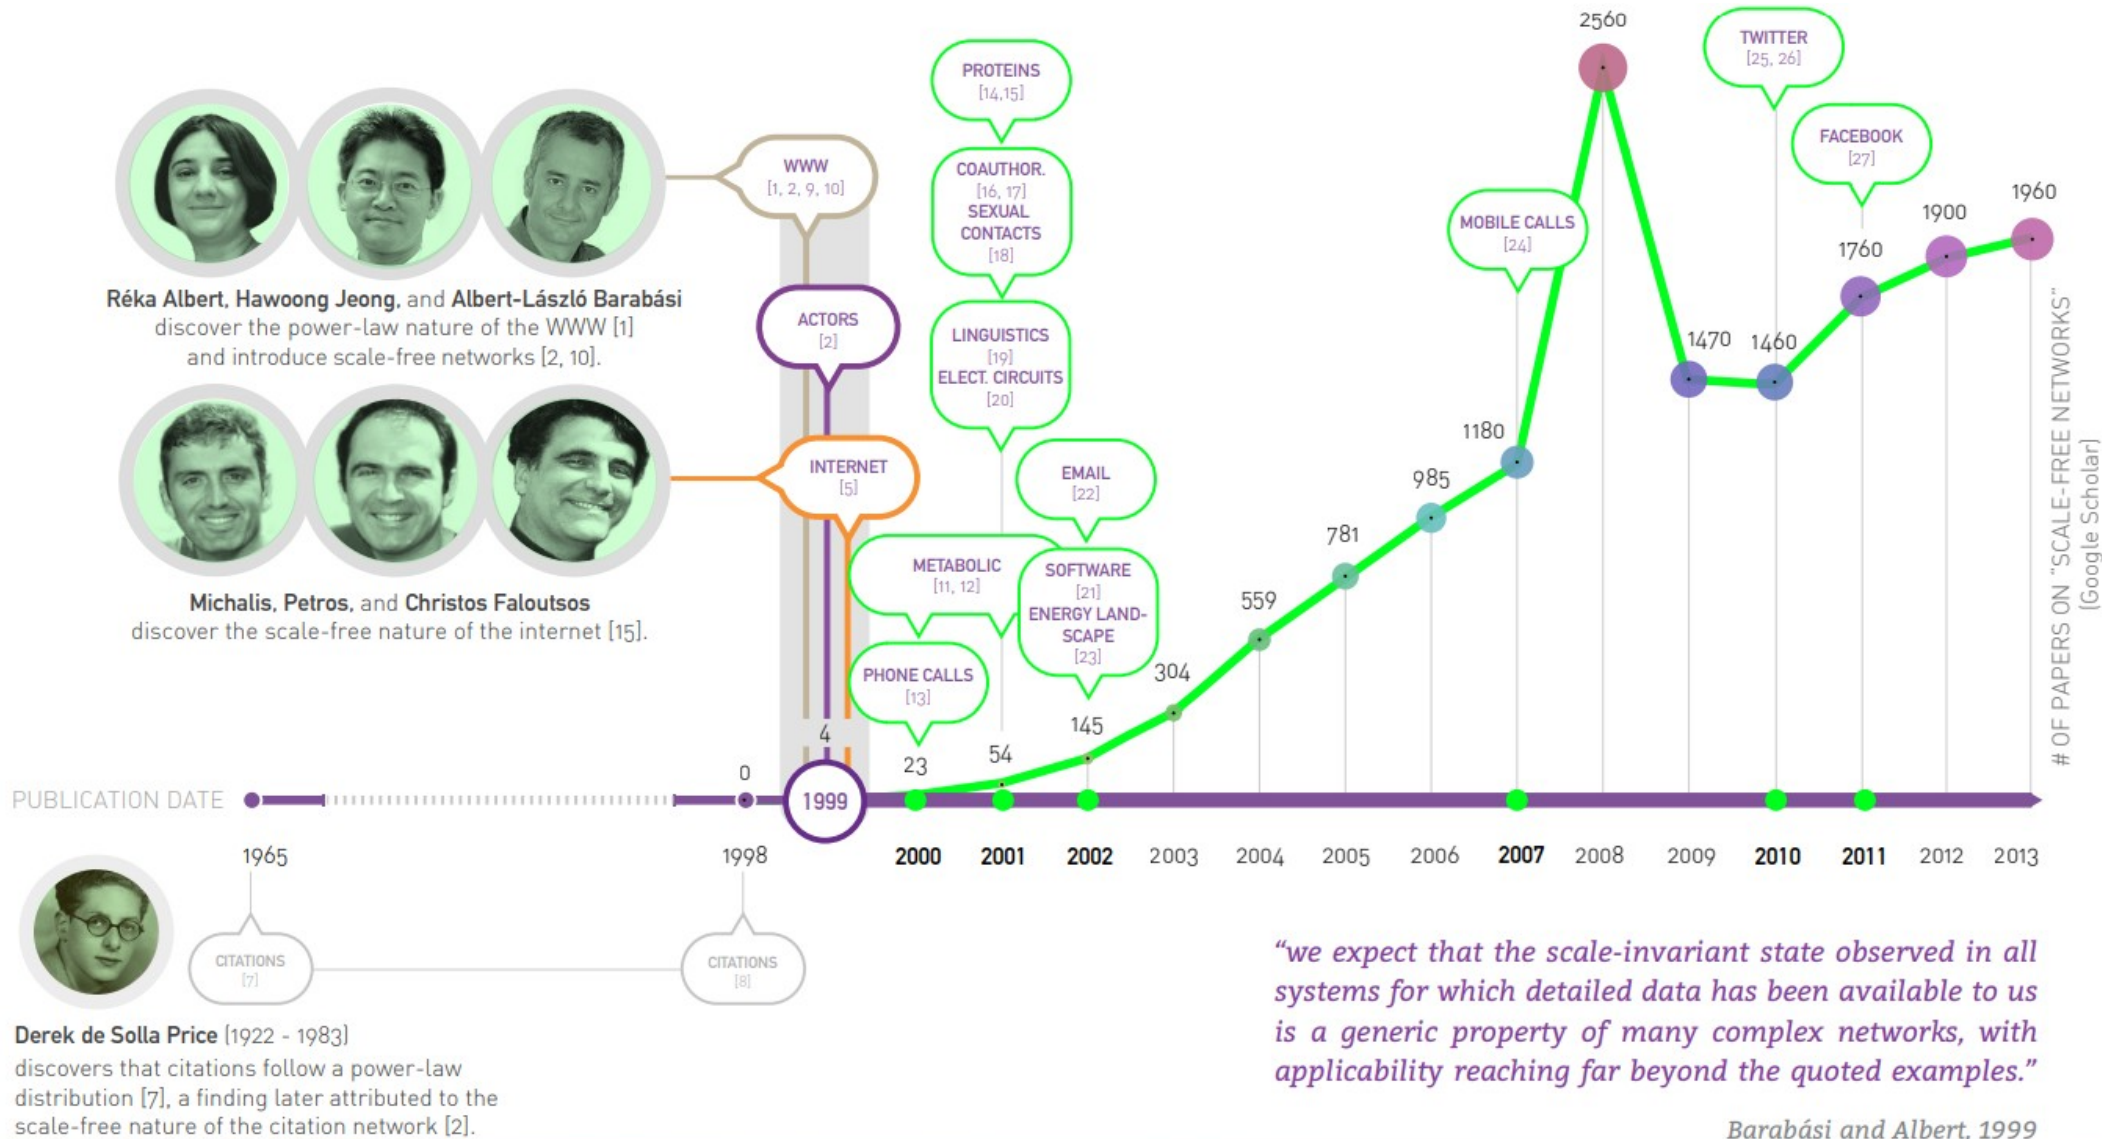 2560
TWITTER
[25, 26]
PROTEINS
[14,15]
FACEBOOK
[27]
WWW
[1, 2, 9, 10]
COAUTHOR.
[16, 17]
SEXUAL
CONTACTS
[18]
MOBILE CALLS
[24]
1760
1900
1960
Réka Albert, Hawoong Jeong, and Albert-László Barabási
discover the power-law nature of the WWW [1]
and introduce scale-free networks [2, 10].
ACTORS
[2]
LINGUISTICS
[19]
ELECT. CIRCUITS
[20]
1470
1460
INTERNET
[5]
EMAIL
[22]
1180
985
781
METABOLIC
[11, 12]
SOFTWARE
[21]
ENERGY LAND-
SCAPE
[23]
559
Michalis, Petros, and Christos Faloutsos
discover the scale-free nature of the internet [15].
PHONE CALLS
[13]
304
145
54
23
4
0
# OF PAPERS ON "SCALE-FREE NETWORKS"
(Google Scholar)
PUBLICATION DATE
1999
1965
1998
2000
2001
2002
2003
2004
2005
2006
2007
2008
2009
2010
2011
2012
2013
CITATIONS
[7]
CITATIONS
[8]
Derek de Solla Price (1922 - 1983)
discovers that citations follow a power-law
distribution [7], a finding later attributed to the
scale-free nature of the citation network [2].
“we expect that the scale-invariant state observed in all
systems for which detailed data has been available to us
is a generic property of many complex networks, with
applicability reaching far beyond the quoted examples.”
Barabási and Albert, 1999